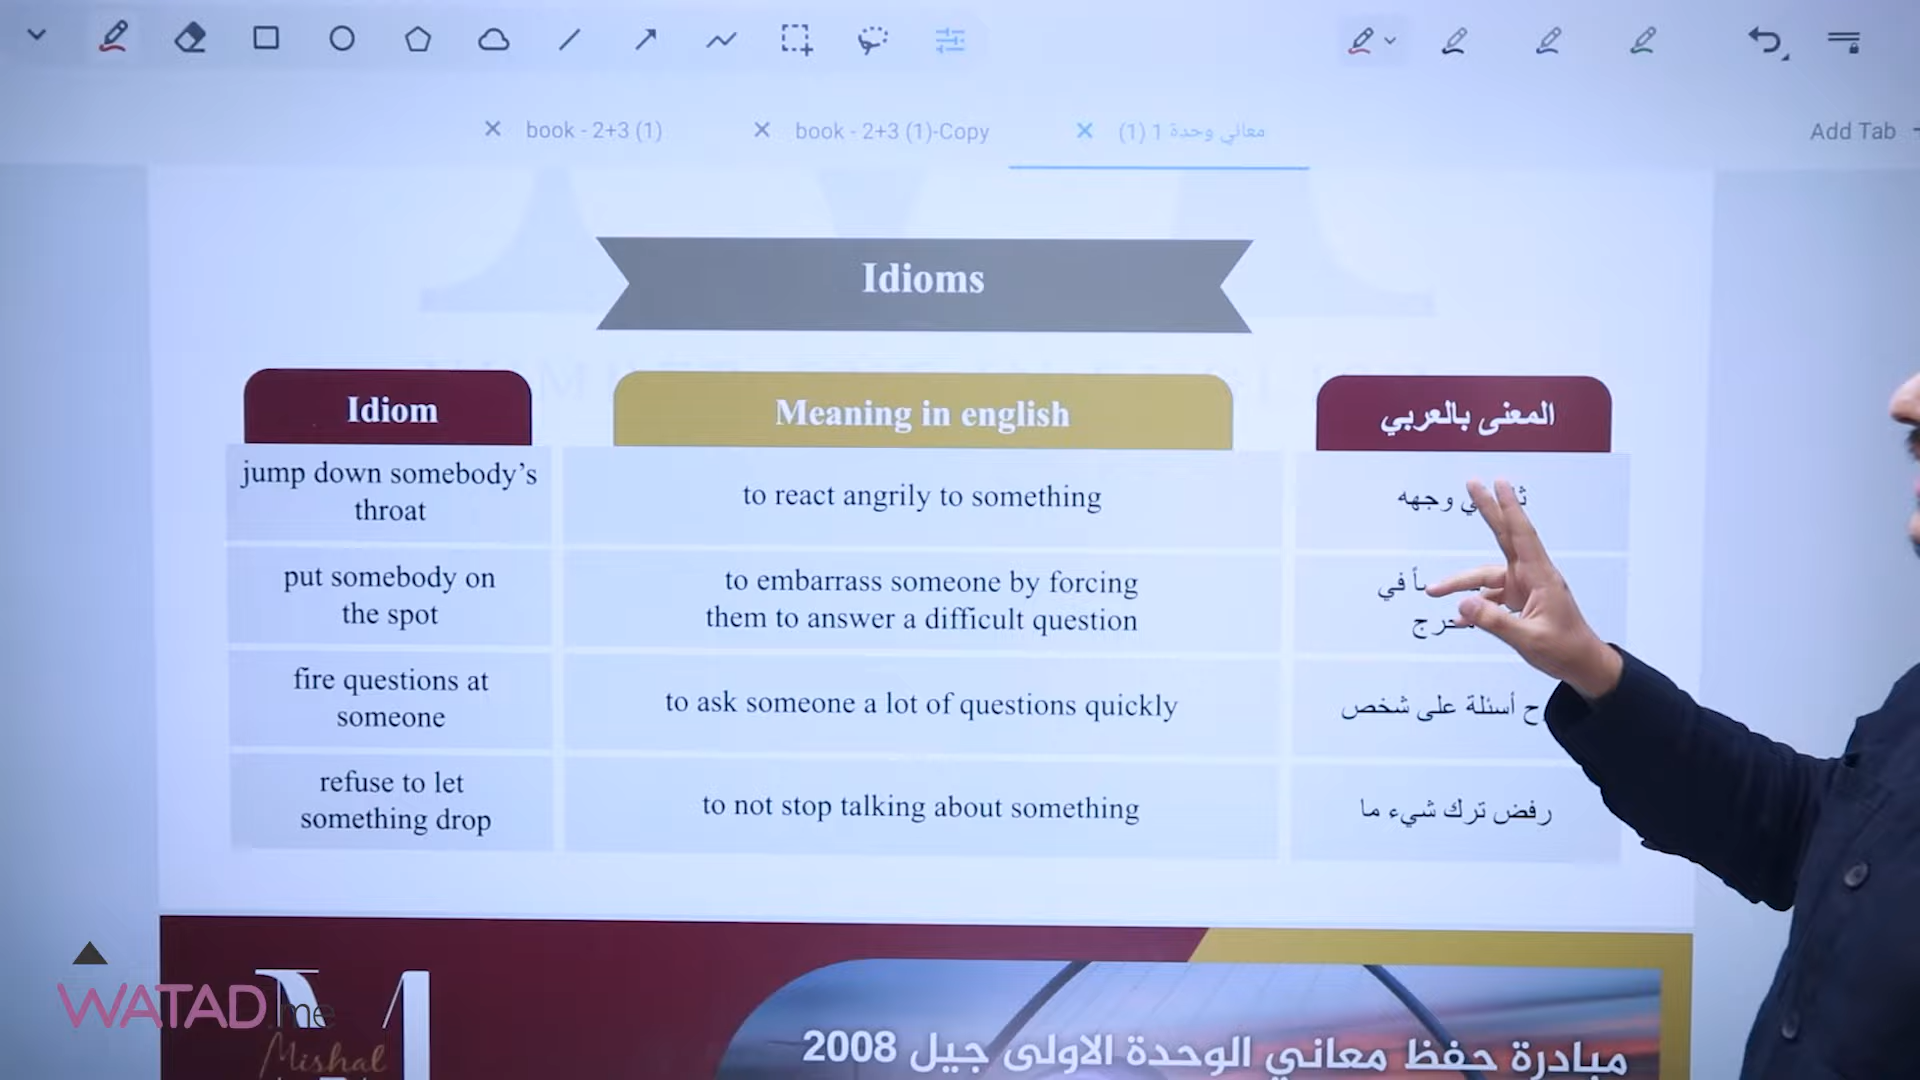 book - 2+3 (1)
book - 2+3 (1)-Copy
معاني وحدة 1 (1)
Add Tab
Idioms
Idiom
Meaning in english
المعنى بالعربي
jump down somebody’s
throat
to react angrily to something
وجهه
put somebody on
the spot
to embarrass someone by forcing
them to answer a difficult question
في
fire questions at
someone
to ask someone a lot of questions quickly
أسئلة على شخص
refuse to let
something drop
to not stop talking about something
رفض ترك شيء ما
WATAD.me
Mishal
مبادرة حفظ معاني الوحدة الاولى جيل 2008